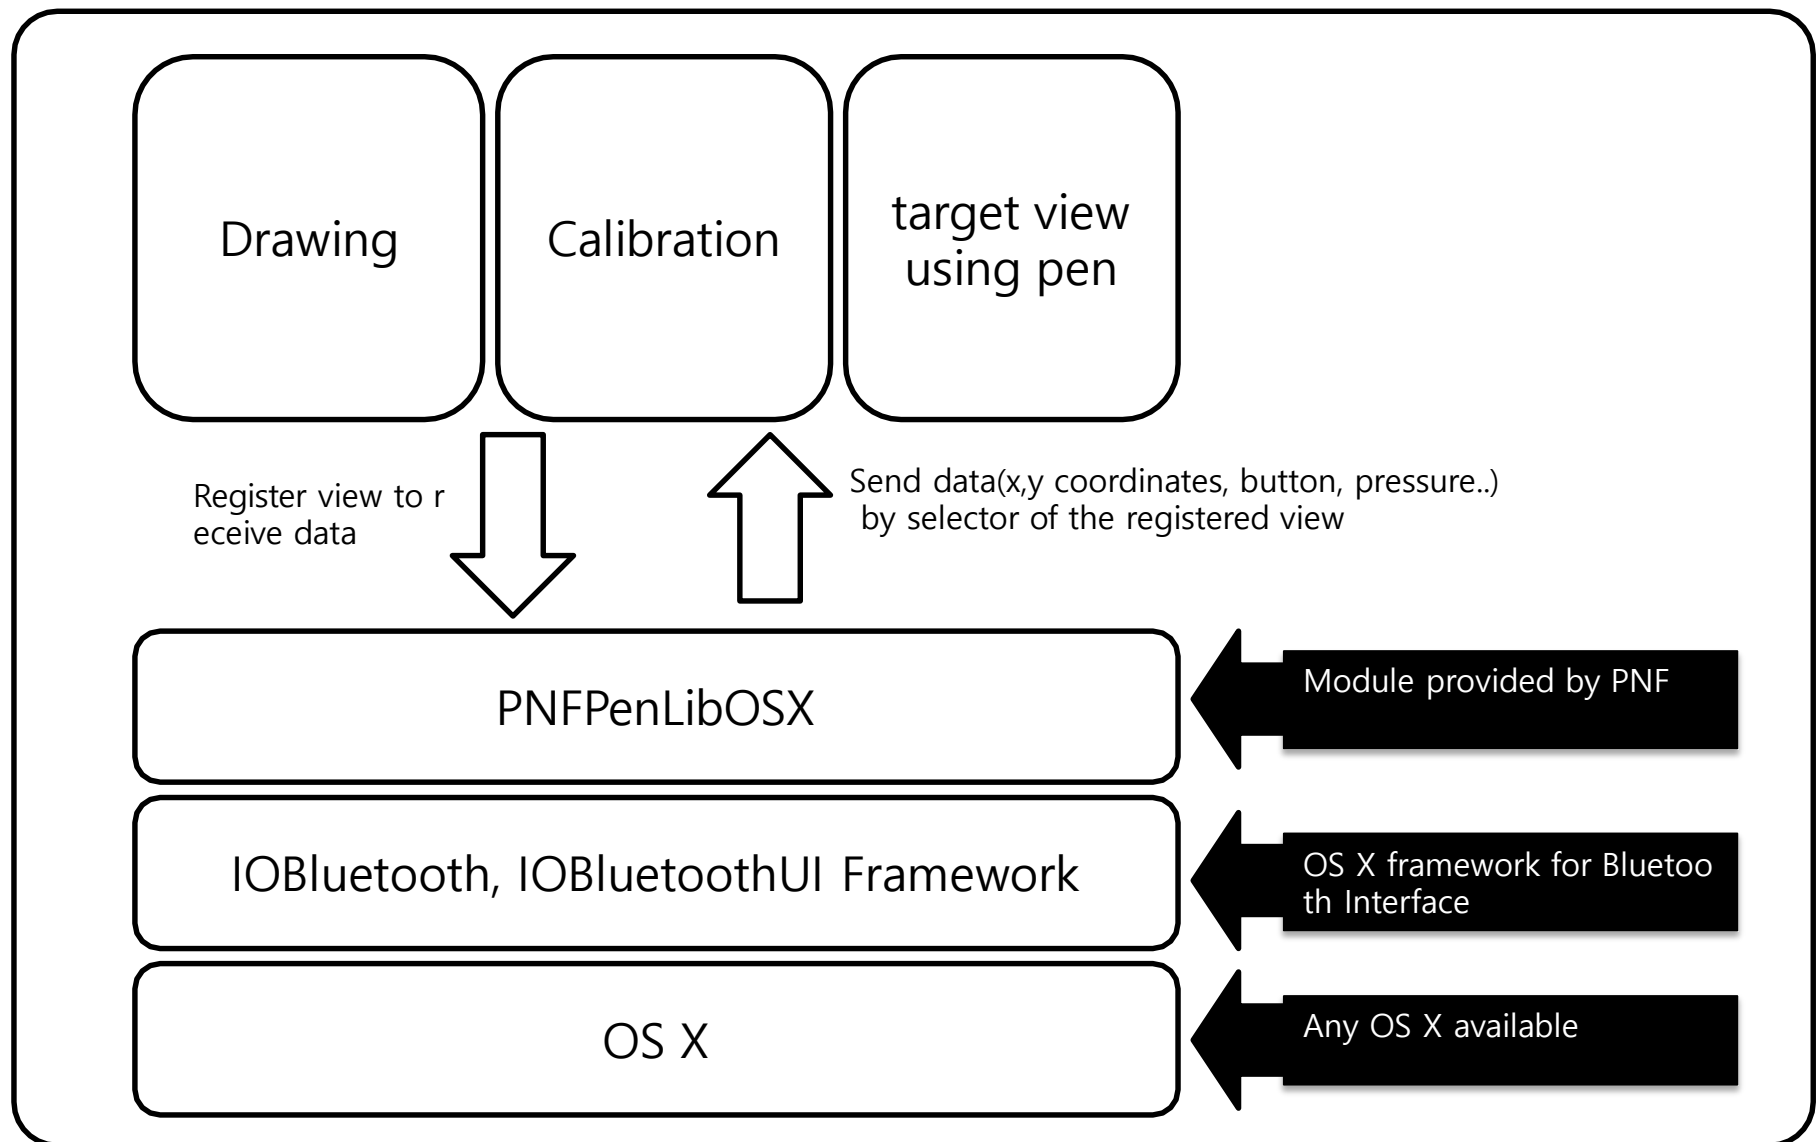 Drawing
Calibration
target view
using pen
Register view to r
eceive data
Send data(x,y coordinates, button, pressure..)
by selector of the registered view
PNFPenLibOSX
Module provided by PNF
IOBluetooth, IOBluetoothUI Framework
OS X framework for Bluetoo
th Interface
OS X
Any OS X available